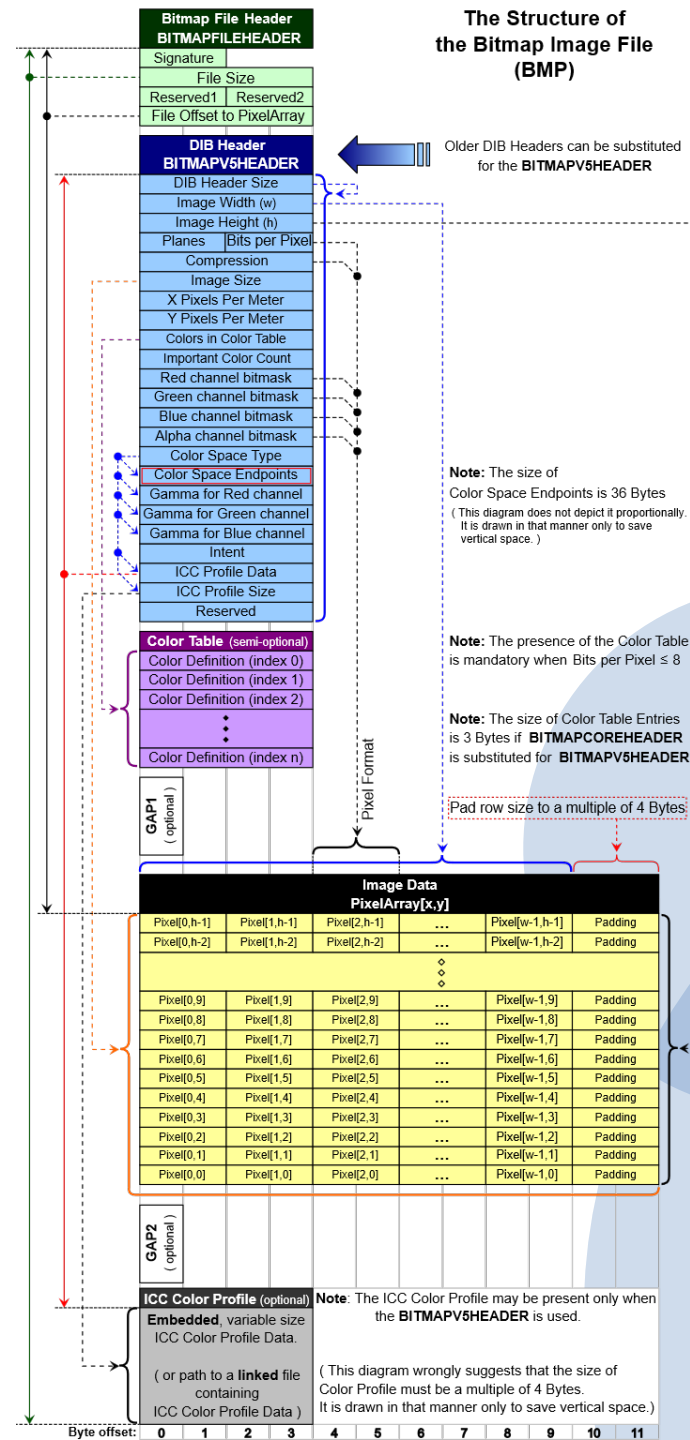 Bitmap File Header
BITMAPFILEHEADER
The Structure of
the Bitmap Image File
(BMP)
Signature
File Size
Reserved1 Reserved2
File Offset to PixelArray
DIB Header
BITMAPV5HEADER
Older DIB Headers can be substituted
for the BITMAPV5HEADER
DIB Header Size
Image Width (w)
Image Height (h)
Planes Bits per Pixel
Compression
Image Size
X Pixels Per Meter
Y Pixels Per Meter
Colors in Color Table
Important Color Count
Red channel bitmask
Green channel bitmask
Blue channel bitmask
Alpha channel bitmask
Color Space Type
Color Space Endpoints
Gamma for Red channel
Gamma for Green channel
Gamma for Blue channel
Intent
ICC Profile Data
ICC Profile Size
Reserved
Note: The size of
Color Space Endpoints is 36 Bytes
( This diagram does not depict it proportionally.
It is drawn in that manner only to save
vertical space. )
Color Table (semi-optional)
Color Definition (index 0)
Color Definition (index 1)
Color Definition (index 2)
Color Definition (index n)
Note: The presence of the Color Table
is mandatory when Bits per Pixel ≤ 8
Note: The size of Color Table Entries
is 3 Bytes if BITMAPCOREHEADER
is substituted for BITMAPV5HEADER
GAP1
( optional )
Pixel Format
Pad row size to a multiple of 4 Bytes
Image Data
PixelArray[x,y]
Pixel[0,h-1] Pixel[1,h-1] Pixel[2,h-1] ... Pixel[w-1,h-1] Padding
Pixel[0,h-2] Pixel[1,h-2] Pixel[2,h-2] ... Pixel[w-1,h-2] Padding
Pixel[0,9] Pixel[1,9] Pixel[2,9] ... Pixel[w-1,9] Padding
Pixel[0,8] Pixel[1,8] Pixel[2,8] ... Pixel[w-1,8] Padding
Pixel[0,7] Pixel[1,7] Pixel[2,7] ... Pixel[w-1,7] Padding
Pixel[0,6] Pixel[1,6] Pixel[2,6] ... Pixel[w-1,6] Padding
Pixel[0,5] Pixel[1,5] Pixel[2,5] ... Pixel[w-1,5] Padding
Pixel[0,4] Pixel[1,4] Pixel[2,4] ... Pixel[w-1,4] Padding
Pixel[0,3] Pixel[1,3] Pixel[2,3] ... Pixel[w-1,3] Padding
Pixel[0,2] Pixel[1,2] Pixel[2,2] ... Pixel[w-1,2] Padding
Pixel[0,1] Pixel[1,1] Pixel[2,1] ... Pixel[w-1,1] Padding
Pixel[0,0] Pixel[1,0] Pixel[2,0] ... Pixel[w-1,0] Padding
GAP2
( optional )
ICC Color Profile (optional)
Embedded, variable size
ICC Color Profile Data.
( or path to a linked file
containing
ICC Color Profile Data )
Note: The ICC Color Profile may be present only when
the BITMAPV5HEADER is used.
( This diagram wrongly suggests that the size of
Color Profile must be a multiple of 4 Bytes.
It is drawn in that manner only to save vertical space.)
Byte offset: 0 1 2 3 4 5 6 7 8 9 10 11